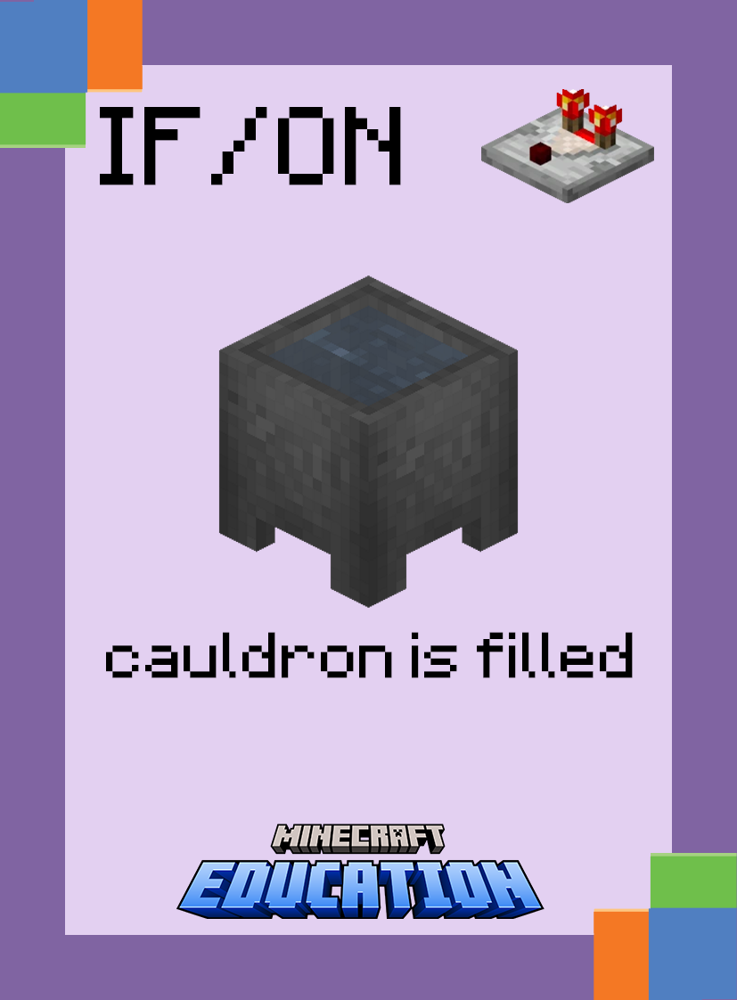 IF/ON
cauldron is filled
MINECRAFT
EDUCATION